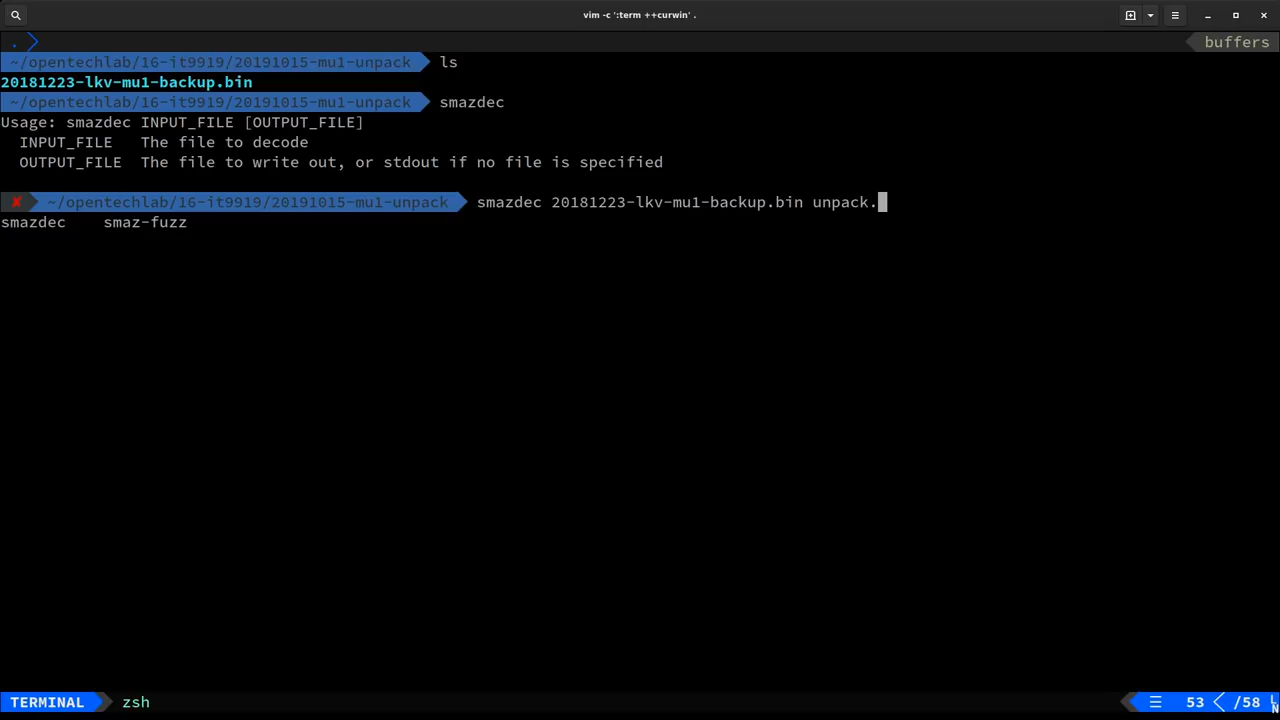 vim -c ':term ++curwin' .
. buffers
~/opentechlab/16-it9919/20191015-mu1-unpack ls
20181223-lkv-mu1-backup.bin
~/opentechlab/16-it9919/20191015-mu1-unpack smazdec
Usage: smazdec INPUT_FILE [OUTPUT_FILE]
INPUT_FILE The file to decode
OUTPUT_FILE The file to write out, or stdout if no file is specified
✘ ~/opentechlab/16-it9919/20191015-mu1-unpack smazdec 20181223-lkv-mu1-backup.bin unpack.
smazdec smaz-fuzz
TERMINAL zsh ☰ 53 /58 LN